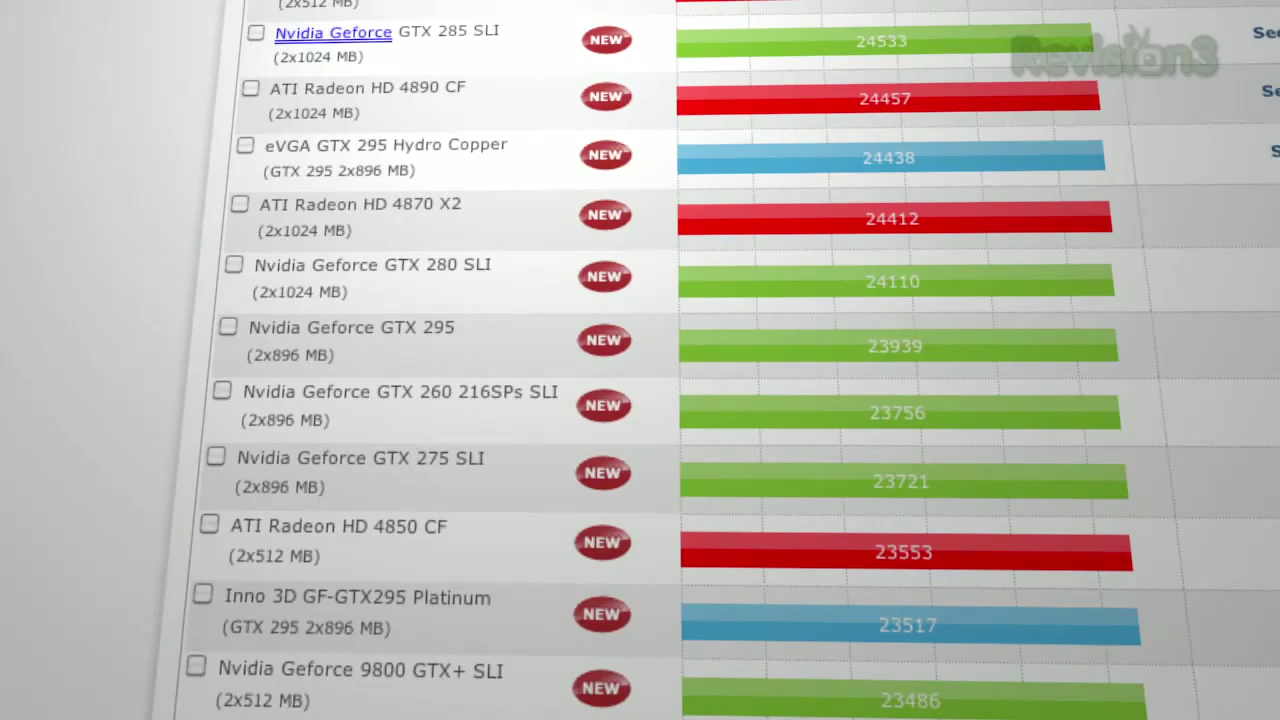 (2x512 MB)
Nvidia Geforce GTX 285 SLI
(2x1024 MB)
NEW
24533
See
Revision3
ATI Radeon HD 4890 CF
(2x1024 MB)
NEW
24457
Se
eVGA GTX 295 Hydro Copper
(GTX 295 2x896 MB)
NEW
24438
S
ATI Radeon HD 4870 X2
(2x1024 MB)
NEW
24412
Nvidia Geforce GTX 280 SLI
(2x1024 MB)
NEW
24110
Nvidia Geforce GTX 295
(2x896 MB)
NEW
23939
Nvidia Geforce GTX 260 216SPs SLI
(2x896 MB)
NEW
23756
Nvidia Geforce GTX 275 SLI
(2x896 MB)
NEW
23721
ATI Radeon HD 4850 CF
(2x512 MB)
NEW
23553
Inno 3D GF-GTX295 Platinum
(GTX 295 2x896 MB)
NEW
23517
Nvidia Geforce 9800 GTX+ SLI
(2x512 MB)
NEW
23486